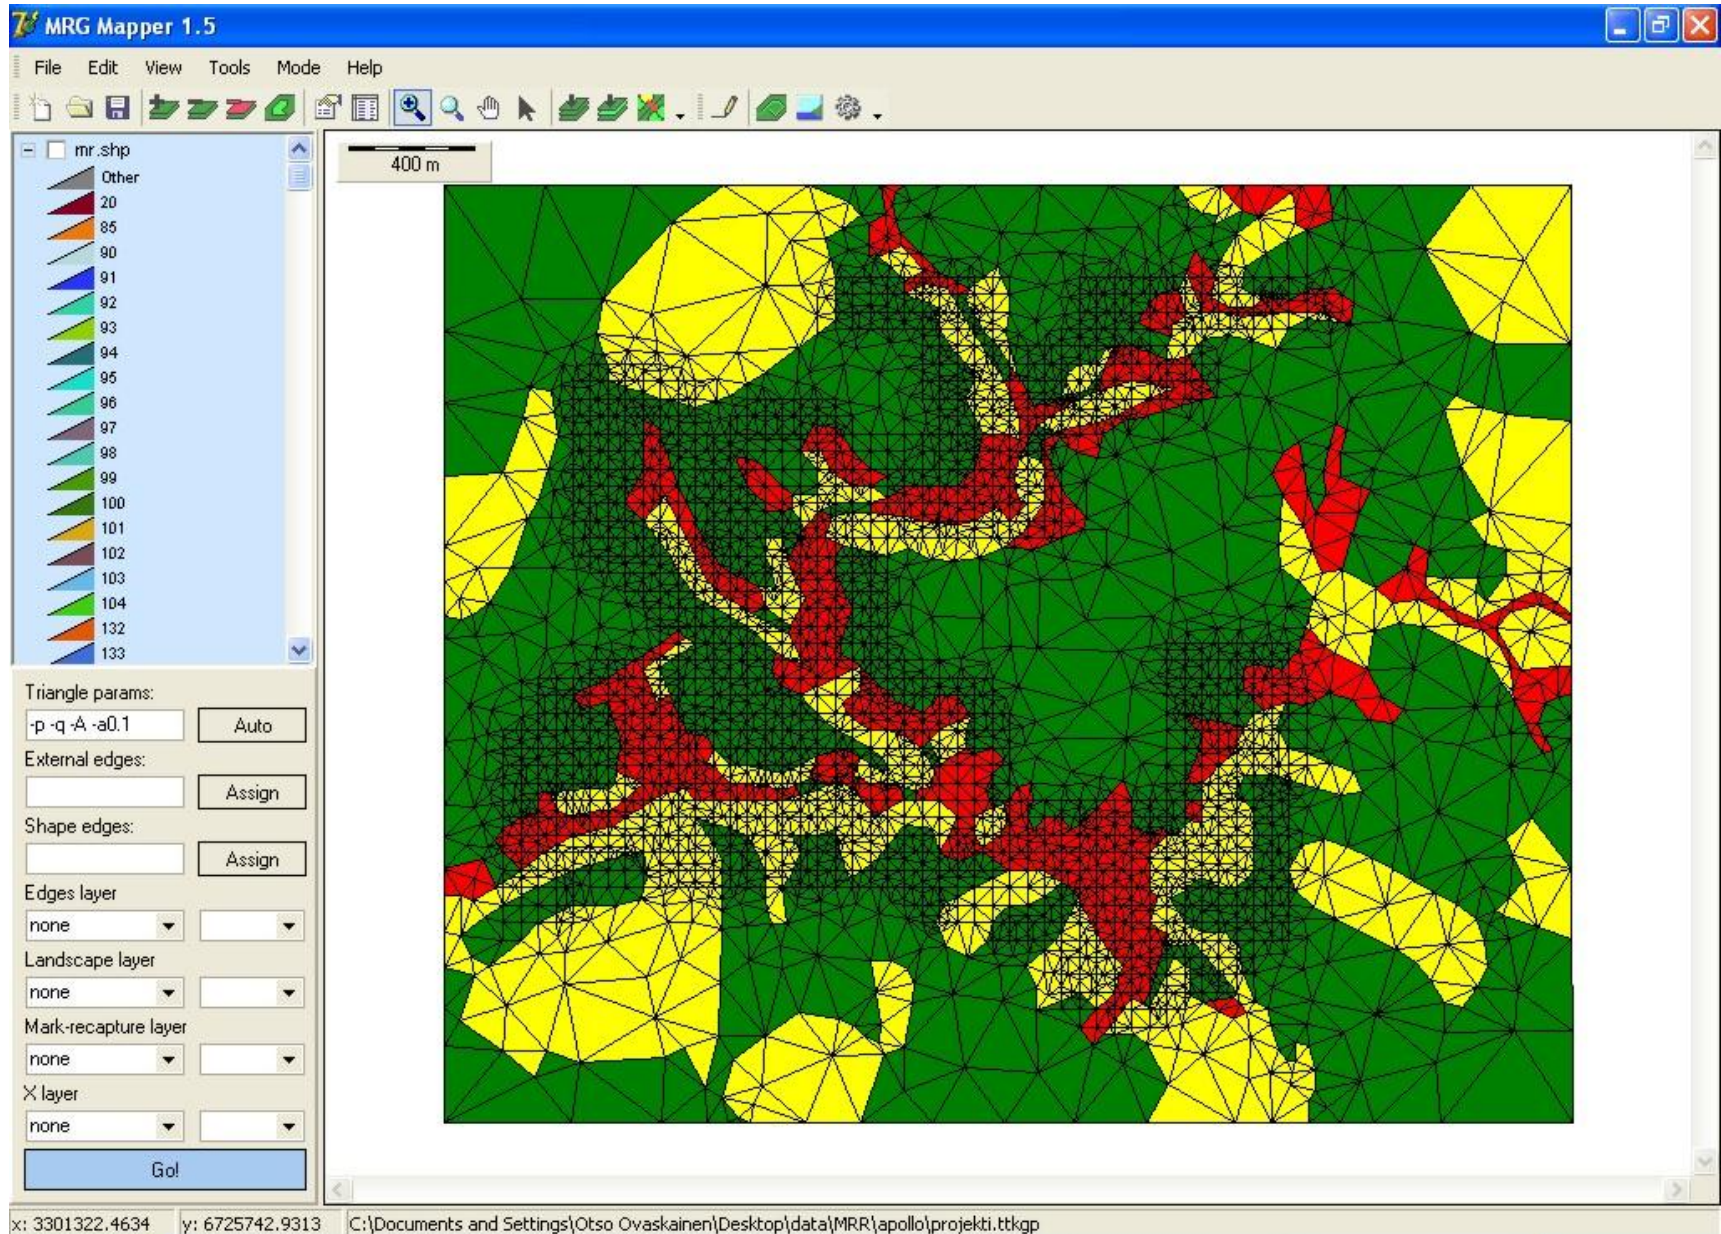 MRG Mapper 1.5
File Edit View Tools Mode Help
mr.shp
Other
20
85
90
91
92
93
94
95
96
97
98
99
100
101
102
103
104
132
133
400 m
Triangle params:
-p -q -A -a0.1 Auto
External edges:
Assign
Shape edges:
Assign
Edges layer
none
Landscape layer
none
Mark-recapture layer
none
X layer
none
Go!
x: 3301322.4634 y: 6725742.9313 C:\Documents and Settings\Otso Ovaskainen\Desktop\data\MRR\apollo\projekti.ttkgp